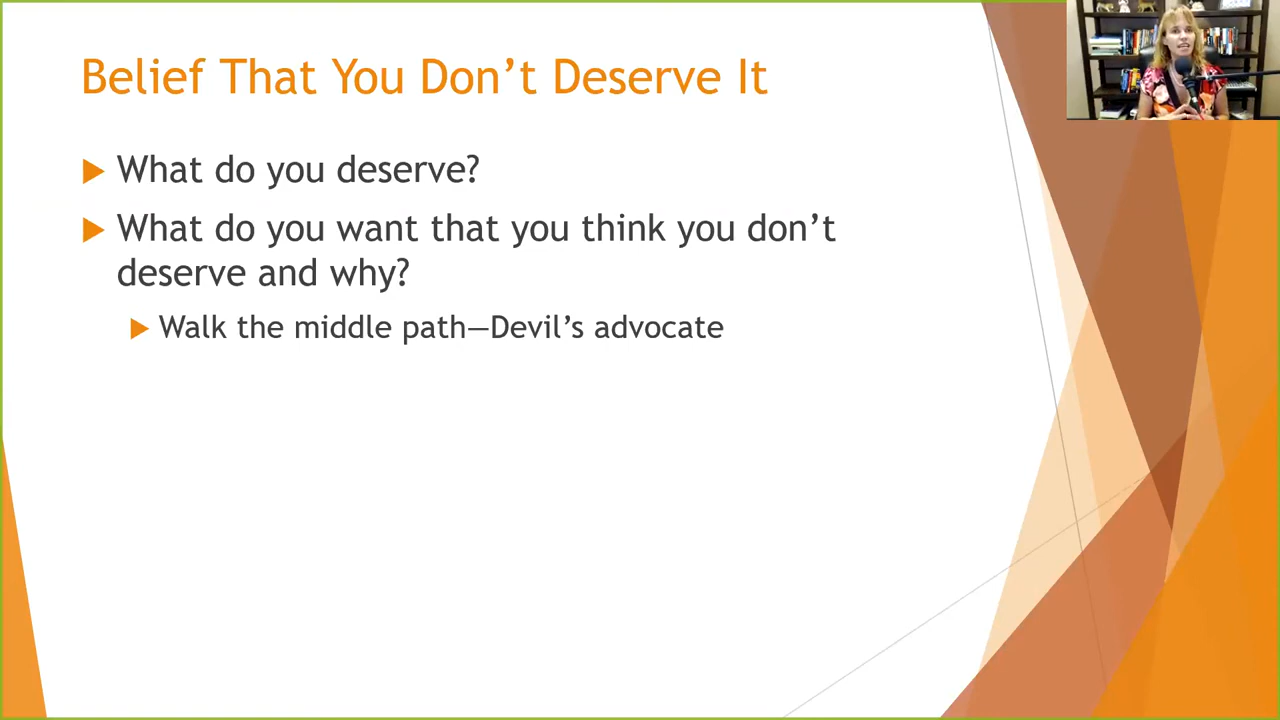 Belief That You Don’t Deserve It
What do you deserve?
What do you want that you think you don’t
deserve and why?
Walk the middle path—Devil’s advocate